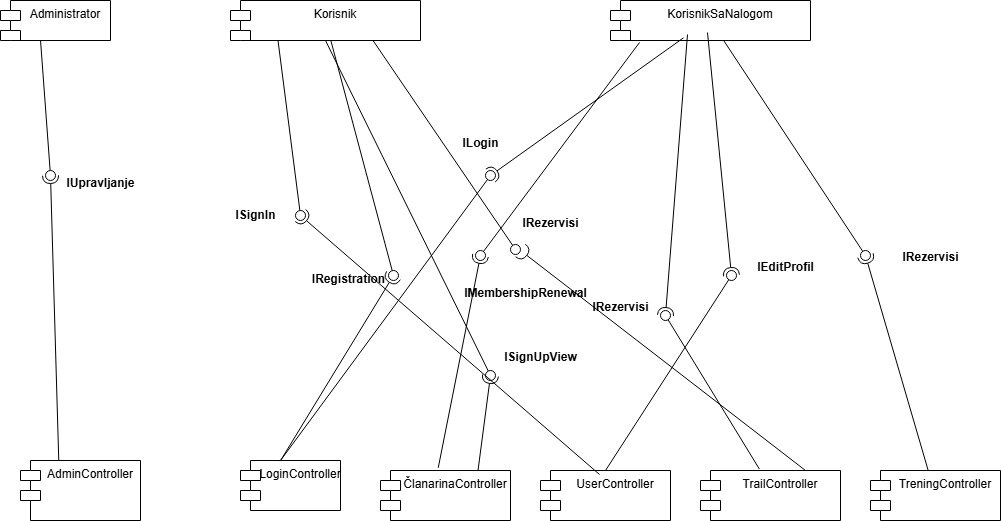 Administrator
Korisnik
KorisnikSaNalogom
ILogin
IUpravljanje
ISignIn
IRezervisi
IRezervisi
IEditProfil
IRegistration
IMembershipRenewal
IRezervisi
ISignUpView
AdminController
LoginController
ČlanarinaController
UserController
TrailController
TreningController